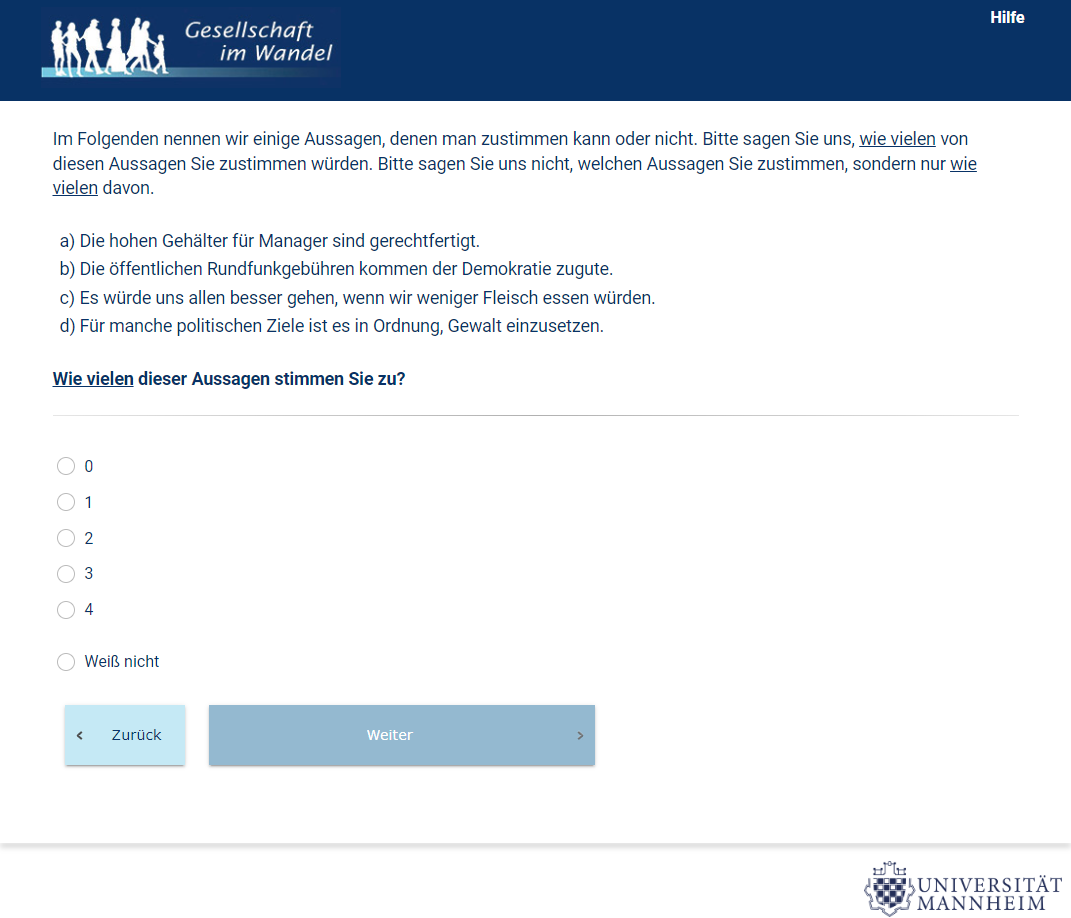 Gesellschaft
im Wandel
Hilfe
Im Folgenden nennen wir einige Aussagen, denen man zustimmen kann oder nicht. Bitte sagen Sie uns, wie vielen von
diesen Aussagen Sie zustimmen würden. Bitte sagen Sie uns nicht, welchen Aussagen Sie zustimmen, sondern nur wie
vielen davon.
a) Die hohen Gehälter für Manager sind gerechtfertigt.
b) Die öffentlichen Rundfunkgebühren kommen der Demokratie zugute.
c) Es würde uns allen besser gehen, wenn wir weniger Fleisch essen würden.
d) Für manche politischen Ziele ist es in Ordnung, Gewalt einzusetzen.
Wie vielen dieser Aussagen stimmen Sie zu?
0
1
2
3
4
Weiß nicht
‹ Zurück
Weiter ›
UNIVERSITÄT
MANNHEIM